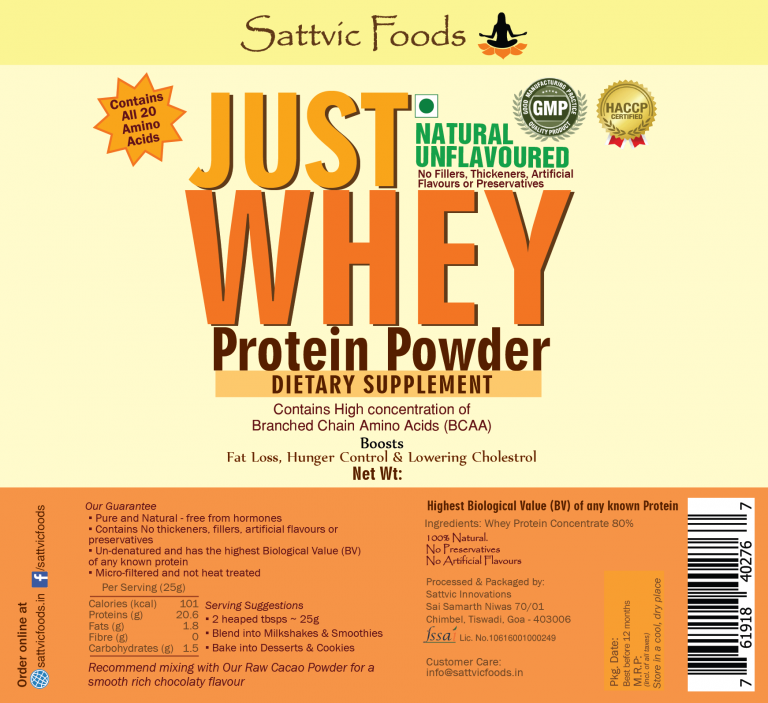 Sattvic Foods
Contains
All 20
Amino
Acids
JUST
GOOD MANUFACTURING PRACTICE
GMP
QUALITY PRODUCT
HACCP
CERTIFIED
NATURAL
UNFLAVOURED
No Fillers, Thickeners, Artificial
Flavours or Preservatives
WHEY
Protein Powder
DIETARY SUPPLEMENT
Contains High concentration of
Branched Chain Amino Acids (BCAA)
Boosts
Fat Loss, Hunger Control & Lowering Cholestrol
Net Wt:
Order online at
sattvicfoods.in f/sattvicfoods
Our Guarantee
• Pure and Natural - free from hormones
• Contains No thickeners, fillers, artificial flavours or
preservatives
• Un-denatured and has the highest Biological Value (BV)
of any known protein
• Micro-filtered and not heat treated
Per Serving (25g)
Calories (kcal) 101
Proteins (g) 20.6
Fats (g) 1.8
Fibre (g) 0
Carbohydrates (g) 1.5
Serving Suggestions
• 2 heaped tbsps ~ 25g
• Blend into Milkshakes & Smoothies
• Bake into Desserts & Cookies
Recommend mixing with Our Raw Cacao Powder for a
smooth rich chocolaty flavour
Highest Biological Value (BV) of any known Protein
Ingredients: Whey Protein Concentrate 80%
100% Natural.
No Preservatives
No Artificial Flavours
Processed & Packaged by:
Sattvic Innovations
Sai Samarth Niwas 70/01
Chimbel, Tiswadi, Goa - 403006
fssai Lic. No.10616001000249
Customer Care:
info@sattvicfoods.in
Pkg. Date:
Best before 12 months
M.R.P:
(Incl. of all taxes)
Store in a cool, dry place
7 61918 40276 7